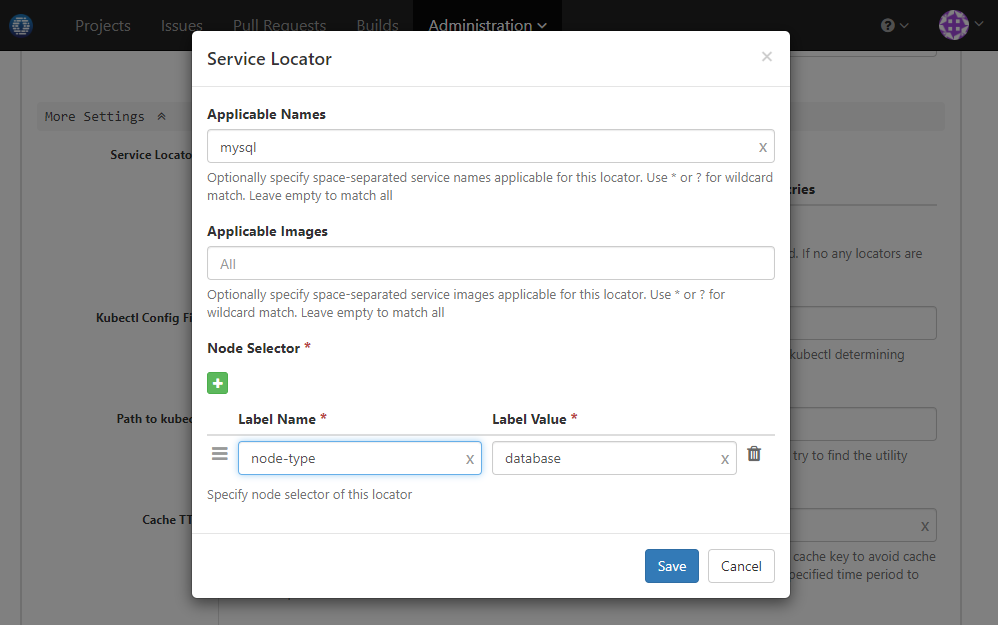 Projects Issues Pull Requests Builds Administration
Service Locator ×
More Settings
Applicable Names
mysql x
Optionally specify space-separated service names applicable for this locator. Use * or ? for wildcard
match. Leave empty to match all
Applicable Images
All
Optionally specify space-separated service images applicable for this locator. Use * or ? for
wildcard match. Leave empty to match all
Node Selector *
+
Label Name * Label Value *
node-type x database x
Specify node selector of this locator
Save Cancel
Service Locato
ries
d. If no any locators are
Kubectl Config Fi
kubectl determining
Path to kubec
try to find the utility
Cache TT
x
cache key to avoid cache
pecified time period to